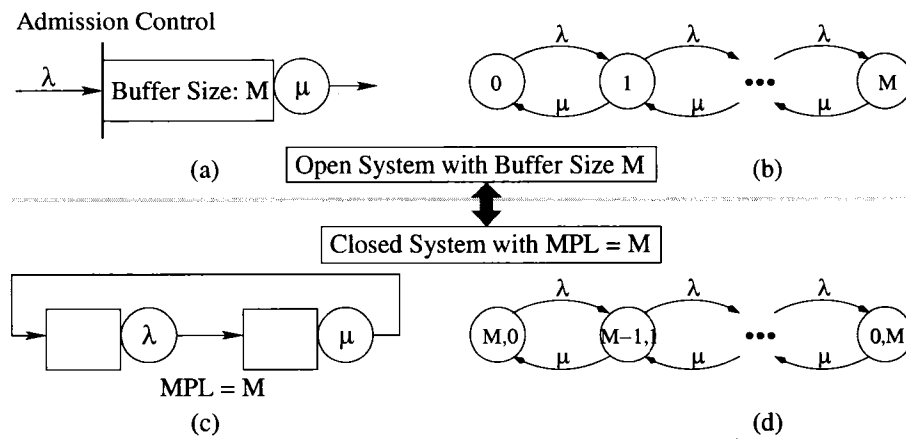 Admission Control
λ
Buffer Size: M
μ
(a)
λ
λ
λ
0
1
•••
M
μ
μ
μ
(b)
Open System with Buffer Size M
Closed System with MPL = M
λ
μ
MPL = M
(c)
λ
λ
λ
M,0
M−1,1
•••
0,M
μ
μ
μ
(d)